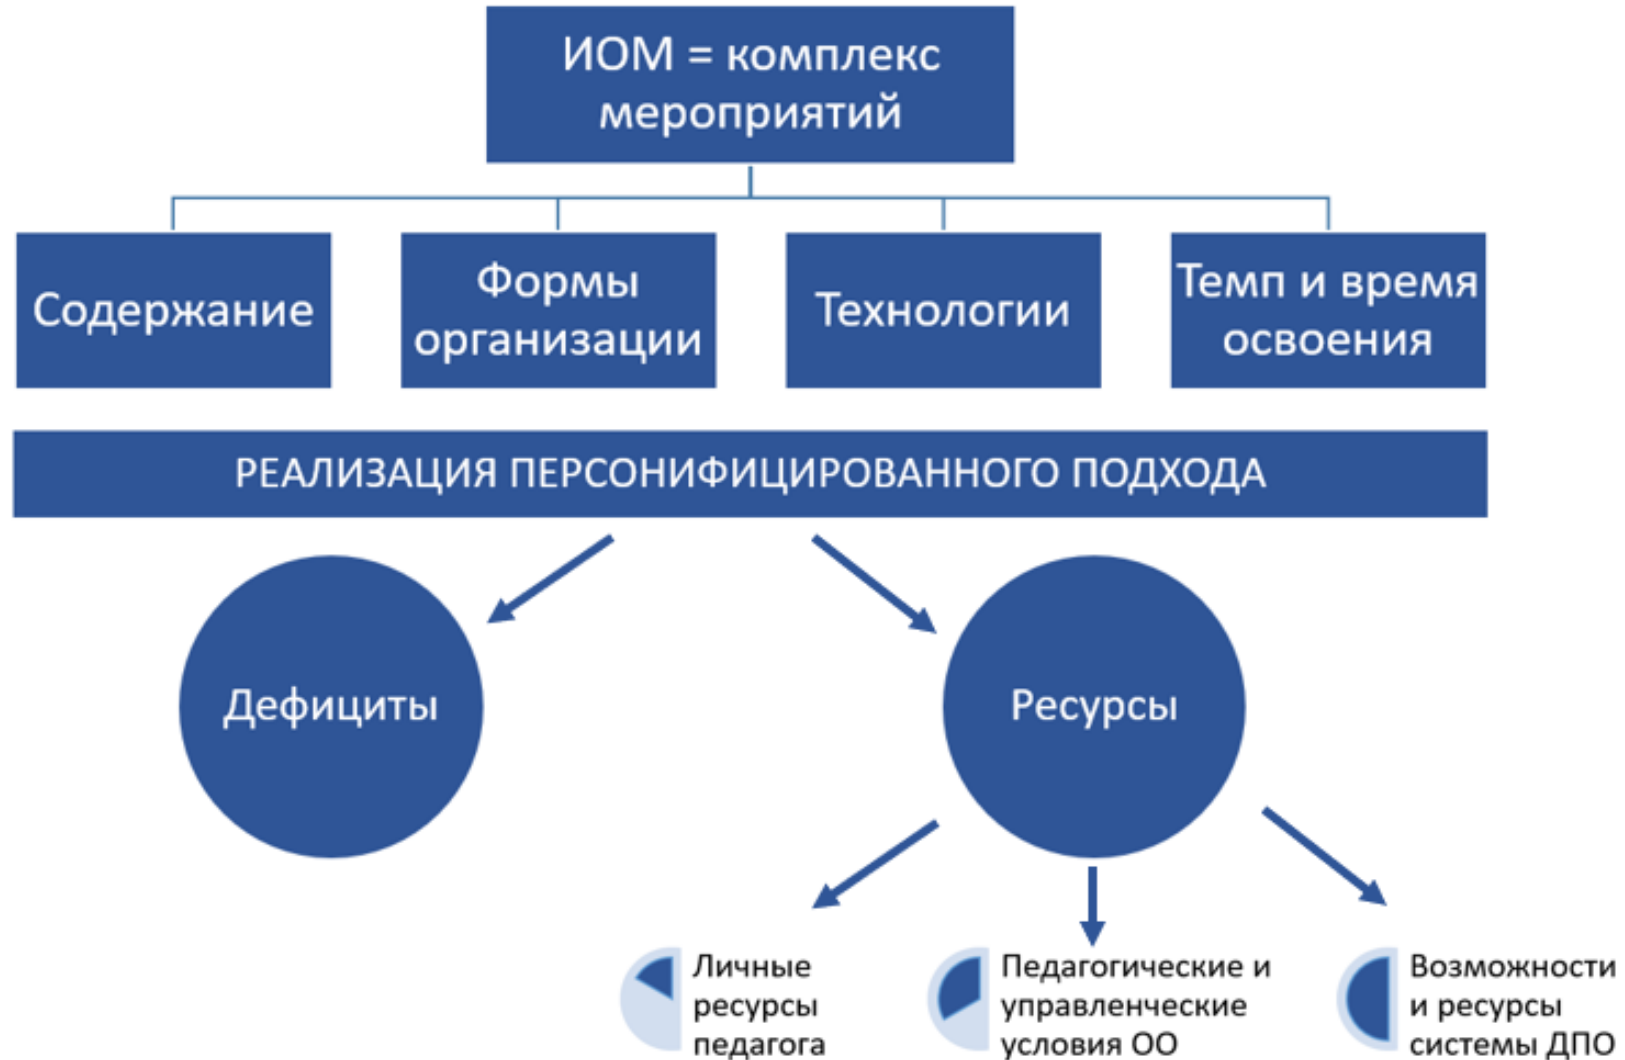 ИОМ = комплекс
мероприятий
Содержание
Формы
организации
Технологии
Темп и время
освоения
РЕАЛИЗАЦИЯ ПЕРСОНИФИЦИРОВАННОГО ПОДХОДА
Дефициты
Ресурсы
Личные
ресурсы
педагога
Педагогические и
управленческие
условия ОО
Возможности
и ресурсы
системы ДПО